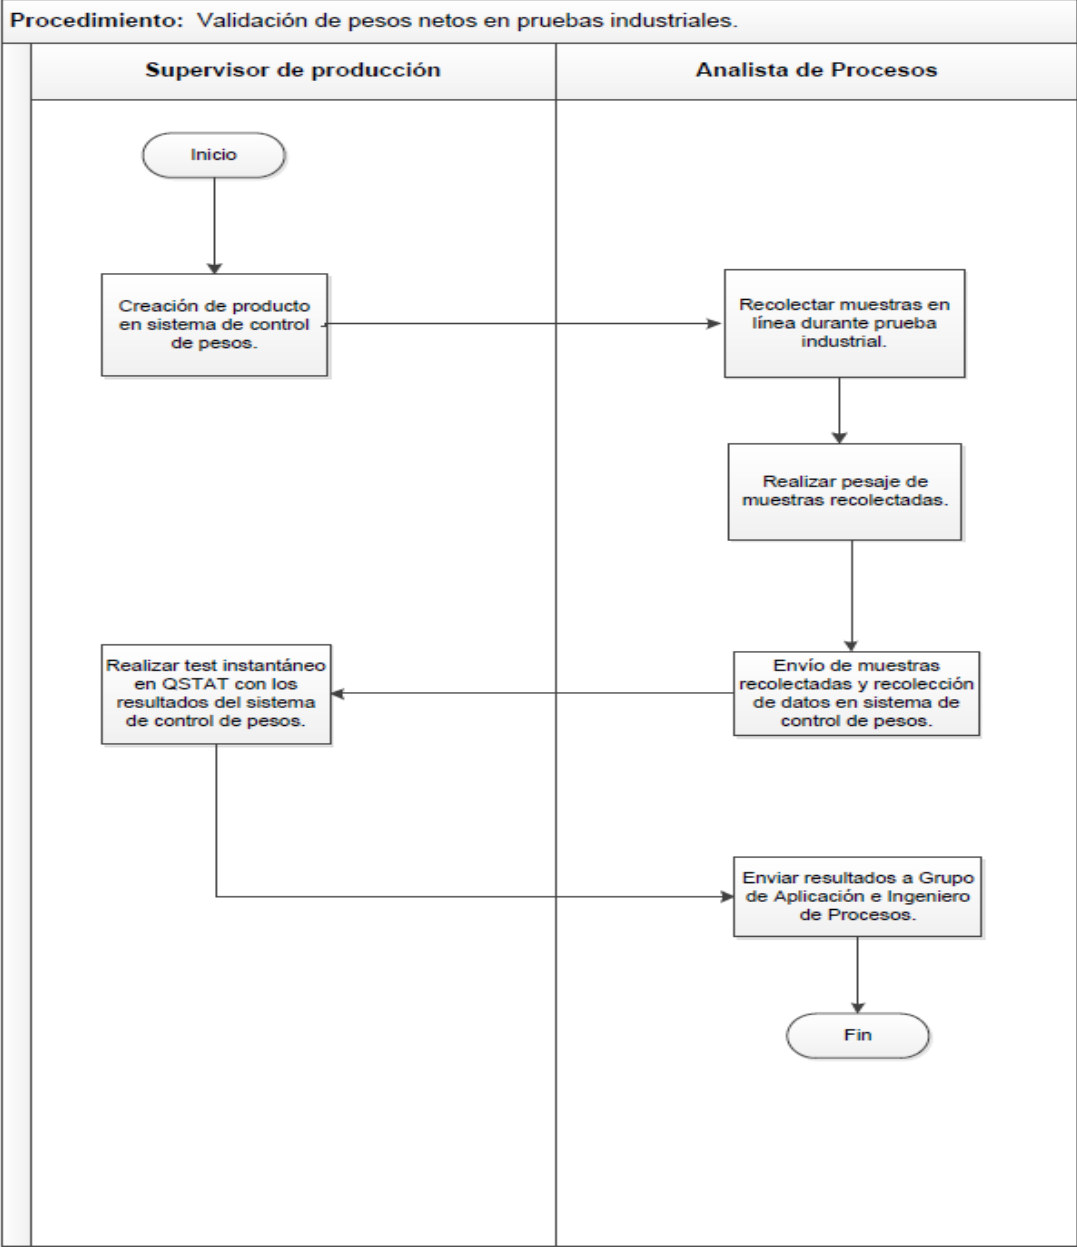 Procedimiento: Validación de pesos netos en pruebas industriales.
Supervisor de producción
Analista de Procesos
Inicio
Creación de producto
en sistema de control
de pesos.
Recolectar muestras en
línea durante prueba
industrial.
Realizar pesaje de
muestras recolectadas.
Envío de muestras
recolectadas y recolección
de datos en sistema de
control de pesos.
Realizar test instantáneo
en QSTAT con los
resultados del sistema
de control de pesos.
Enviar resultados a Grupo
de Aplicación e Ingeniero
de Procesos.
Fin